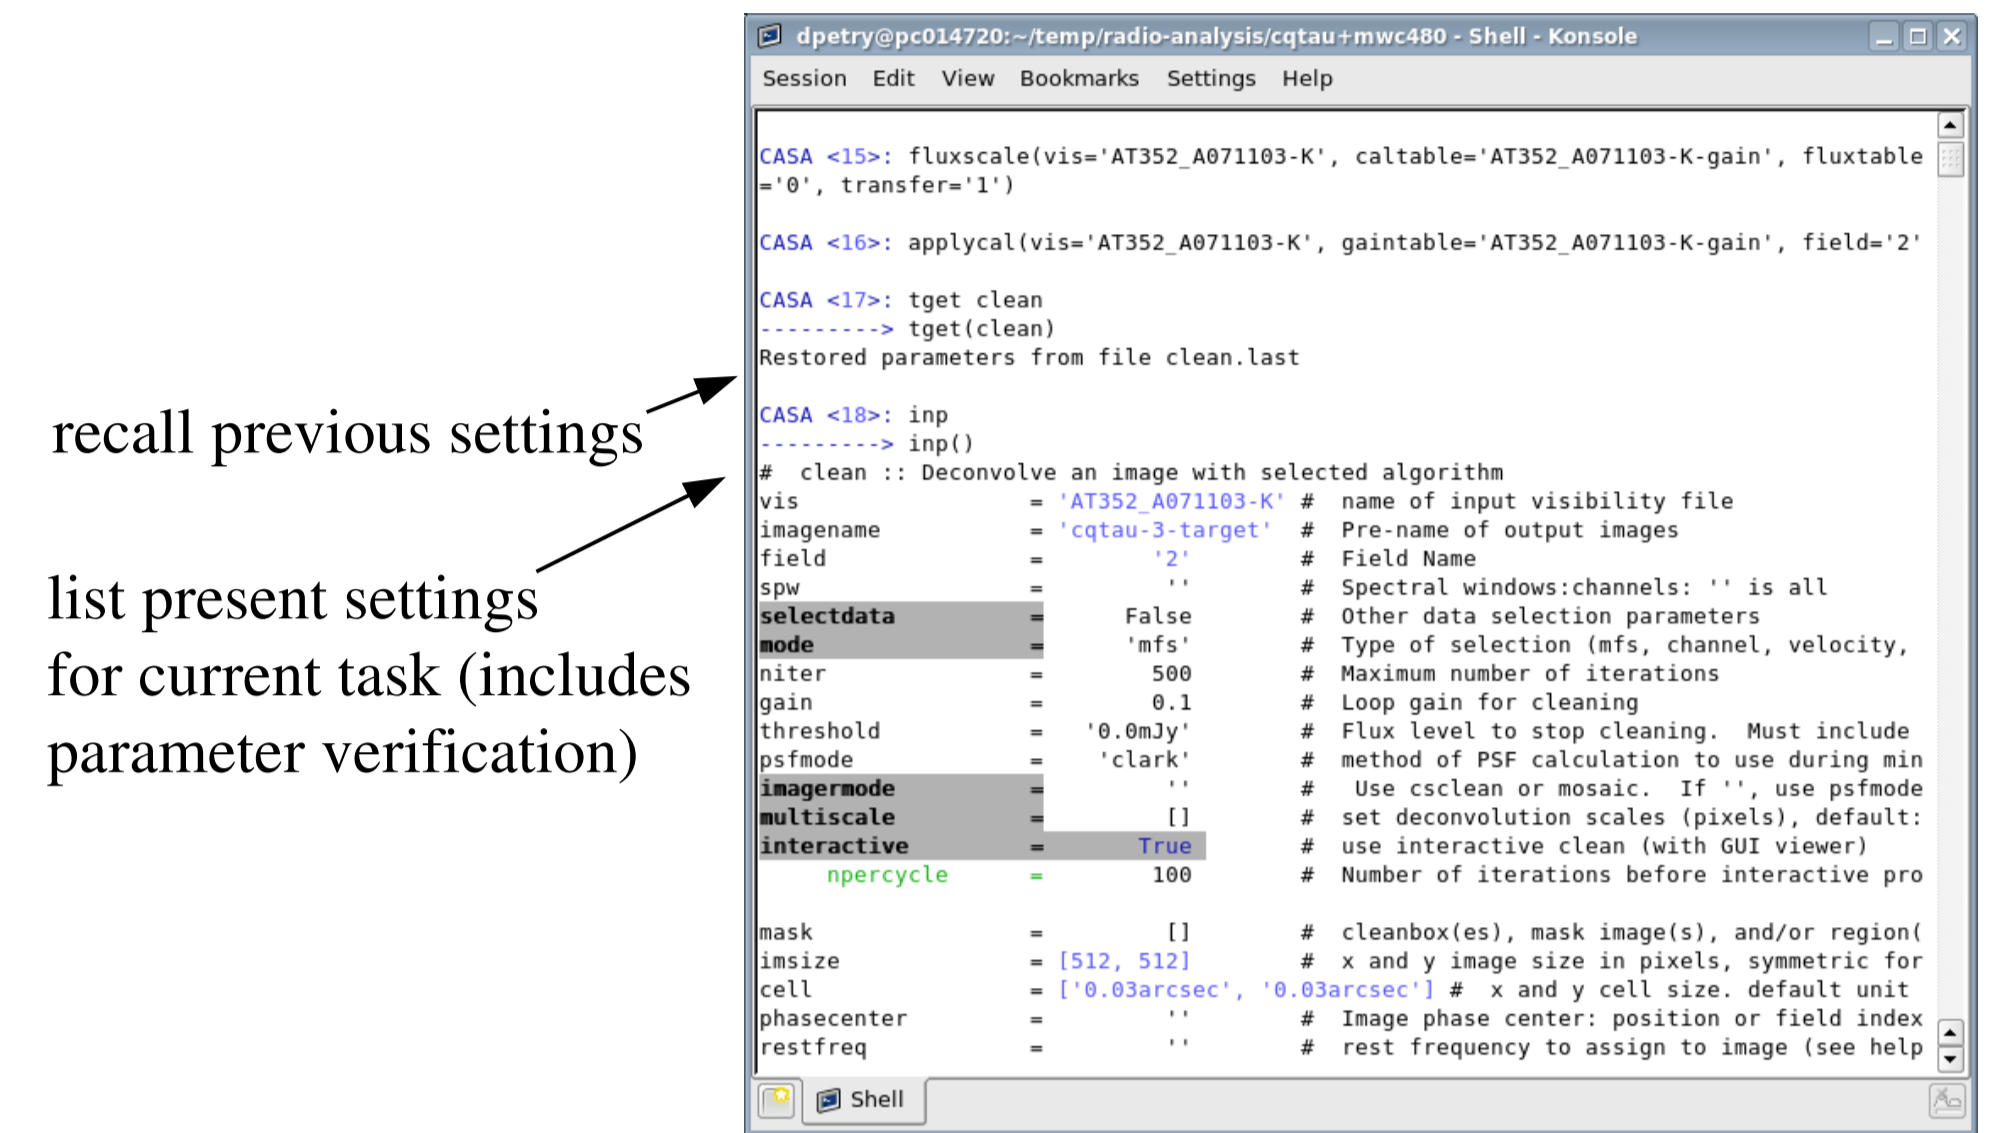 recall previous settings
list present settings
for current task (includes
parameter verification)
dpetry@pc014720:~/temp/radio-analysis/cqtau+mwc480 - Shell - Konsole
Session Edit View Bookmarks Settings Help
CASA <15>: fluxscale(vis='AT352_A071103-K', caltable='AT352_A071103-K-gain', fluxtable
='0', transfer='1')
CASA <16>: applycal(vis='AT352_A071103-K', gaintable='AT352_A071103-K-gain', field='2'
CASA <17>: tget clean
---------> tget(clean)
Restored parameters from file clean.last
CASA <18>: inp
---------> inp()
# clean :: Deconvolve an image with selected algorithm
vis = 'AT352_A071103-K' # name of input visibility file
imagename = 'cqtau-3-target' # Pre-name of output images
field = '2' # Field Name
spw = '' # Spectral windows:channels: '' is all
selectdata = False # Other data selection parameters
mode = 'mfs' # Type of selection (mfs, channel, velocity,
niter = 500 # Maximum number of iterations
gain = 0.1 # Loop gain for cleaning
threshold = '0.0mJy' # Flux level to stop cleaning. Must include
psfmode = 'clark' # method of PSF calculation to use during min
imagermode = '' # Use csclean or mosaic. If '', use psfmode
multiscale = [] # set deconvolution scales (pixels), default:
interactive = True # use interactive clean (with GUI viewer)
npercycle = 100 # Number of iterations before interactive pro
mask = [] # cleanbox(es), mask image(s), and/or region(
imsize = [512, 512] # x and y image size in pixels, symmetric for
cell = ['0.03arcsec', '0.03arcsec'] # x and y cell size. default unit
phasecenter = '' # Image phase center: position or field index
restfreq = '' # rest frequency to assign to image (see help
Shell